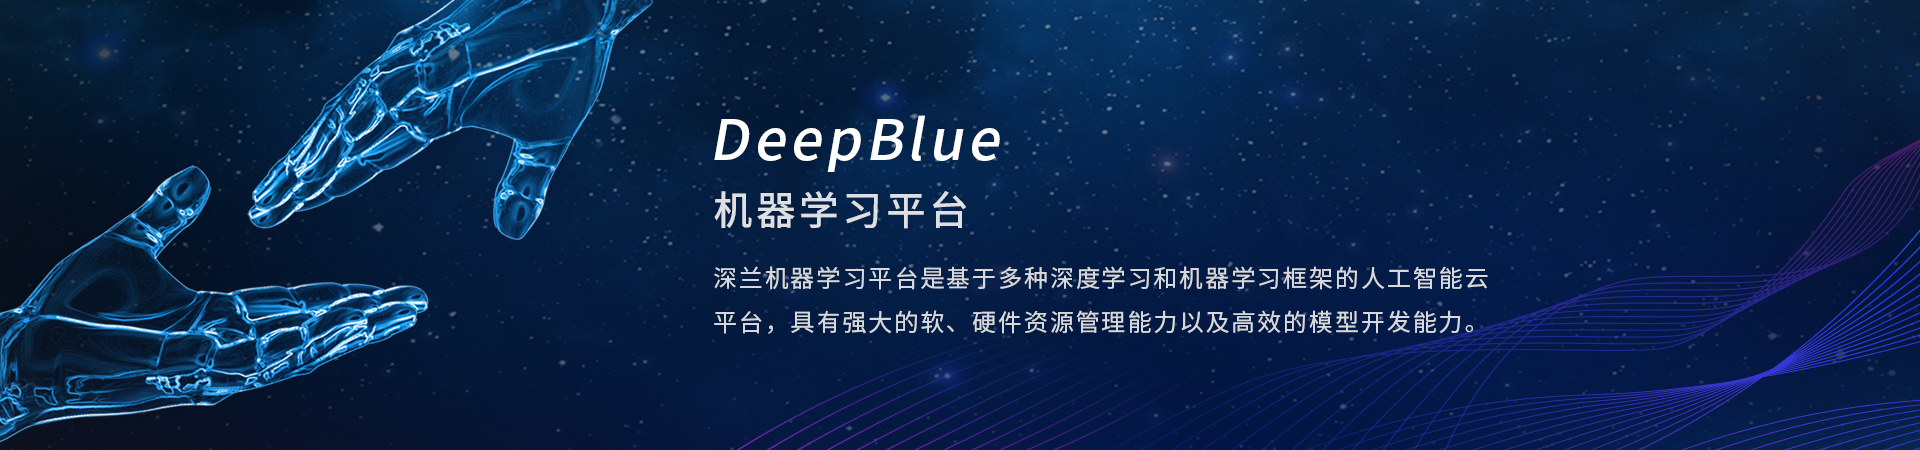 DeepBlue
机器学习平台
深兰机器学习平台是基于多种深度学习和机器学习框架的人工智能云
平台，具有强大的软、硬件资源管理能力以及高效的模型开发能力。